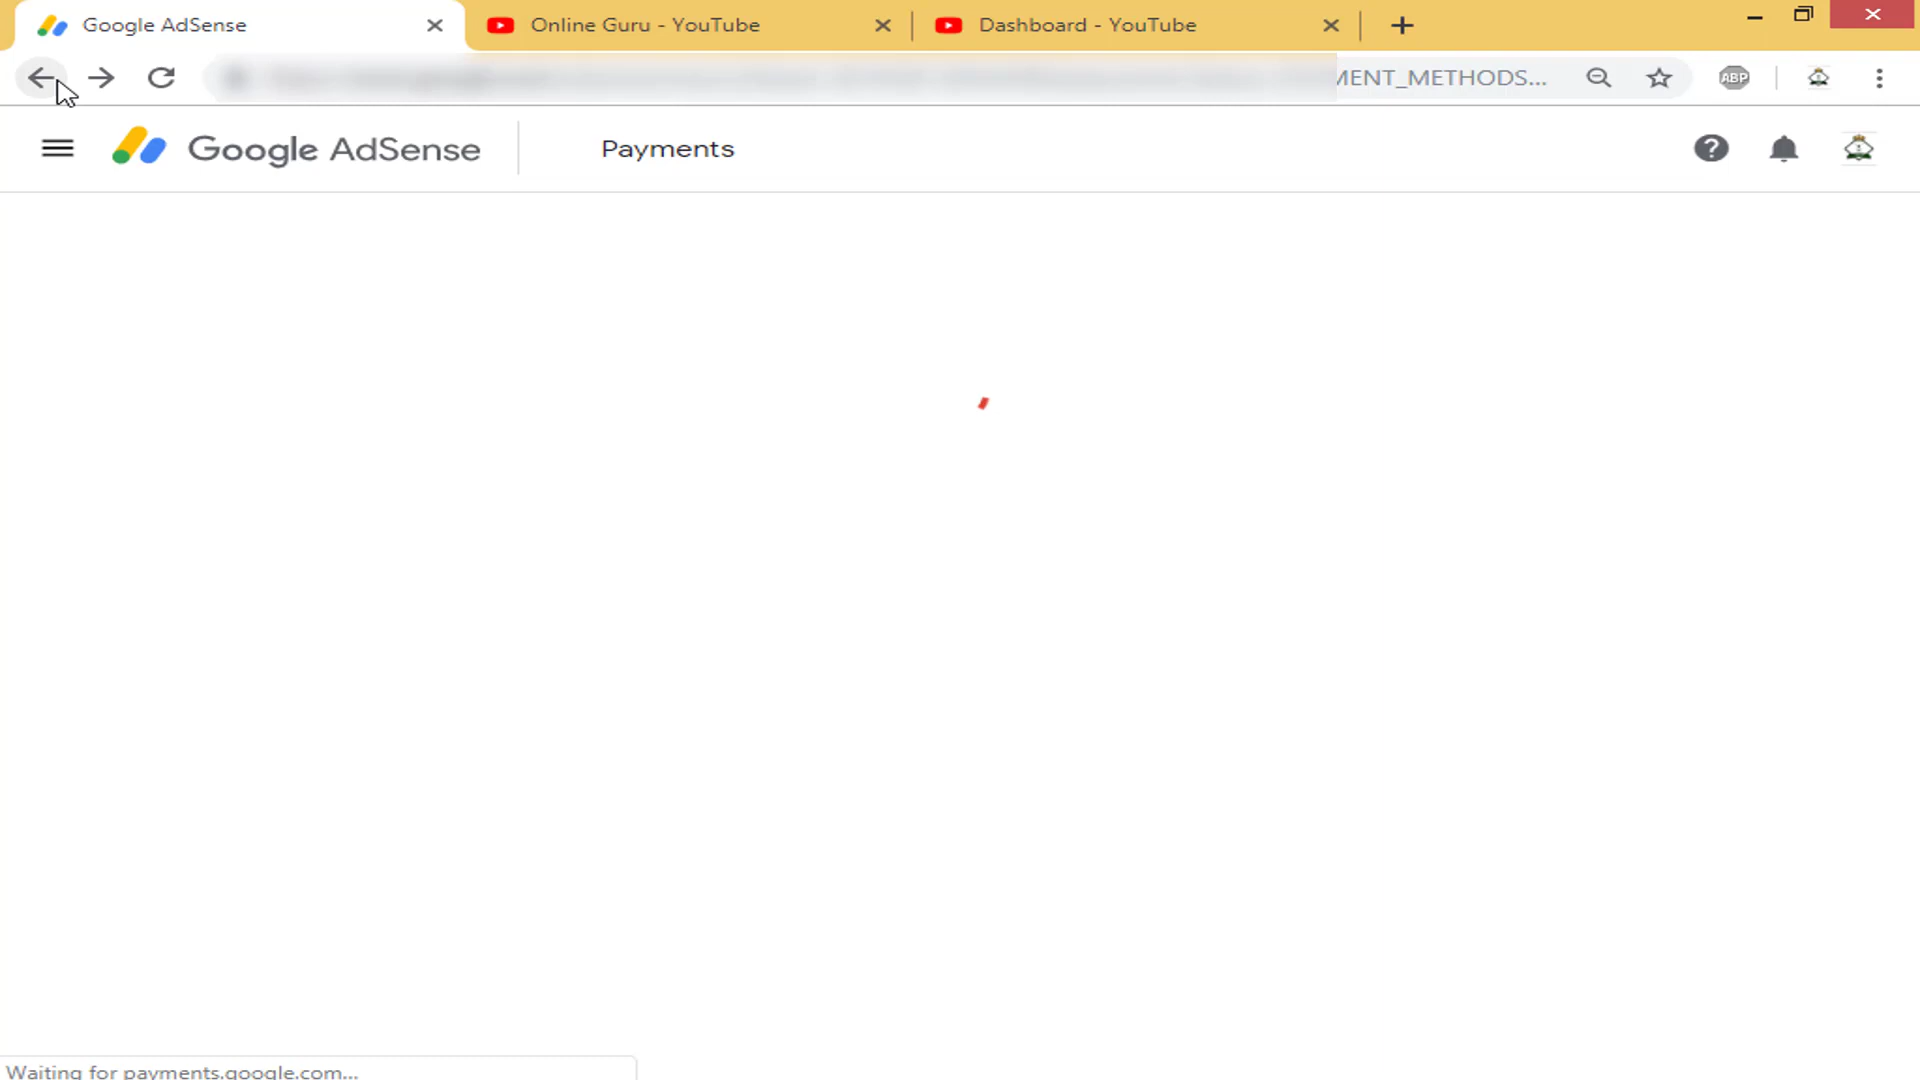 Google AdSense
Online Guru - YouTube
Dashboard - YouTube
MENT_METHODS...
ABP
Google AdSense
Payments
Waiting for payments.google.com...